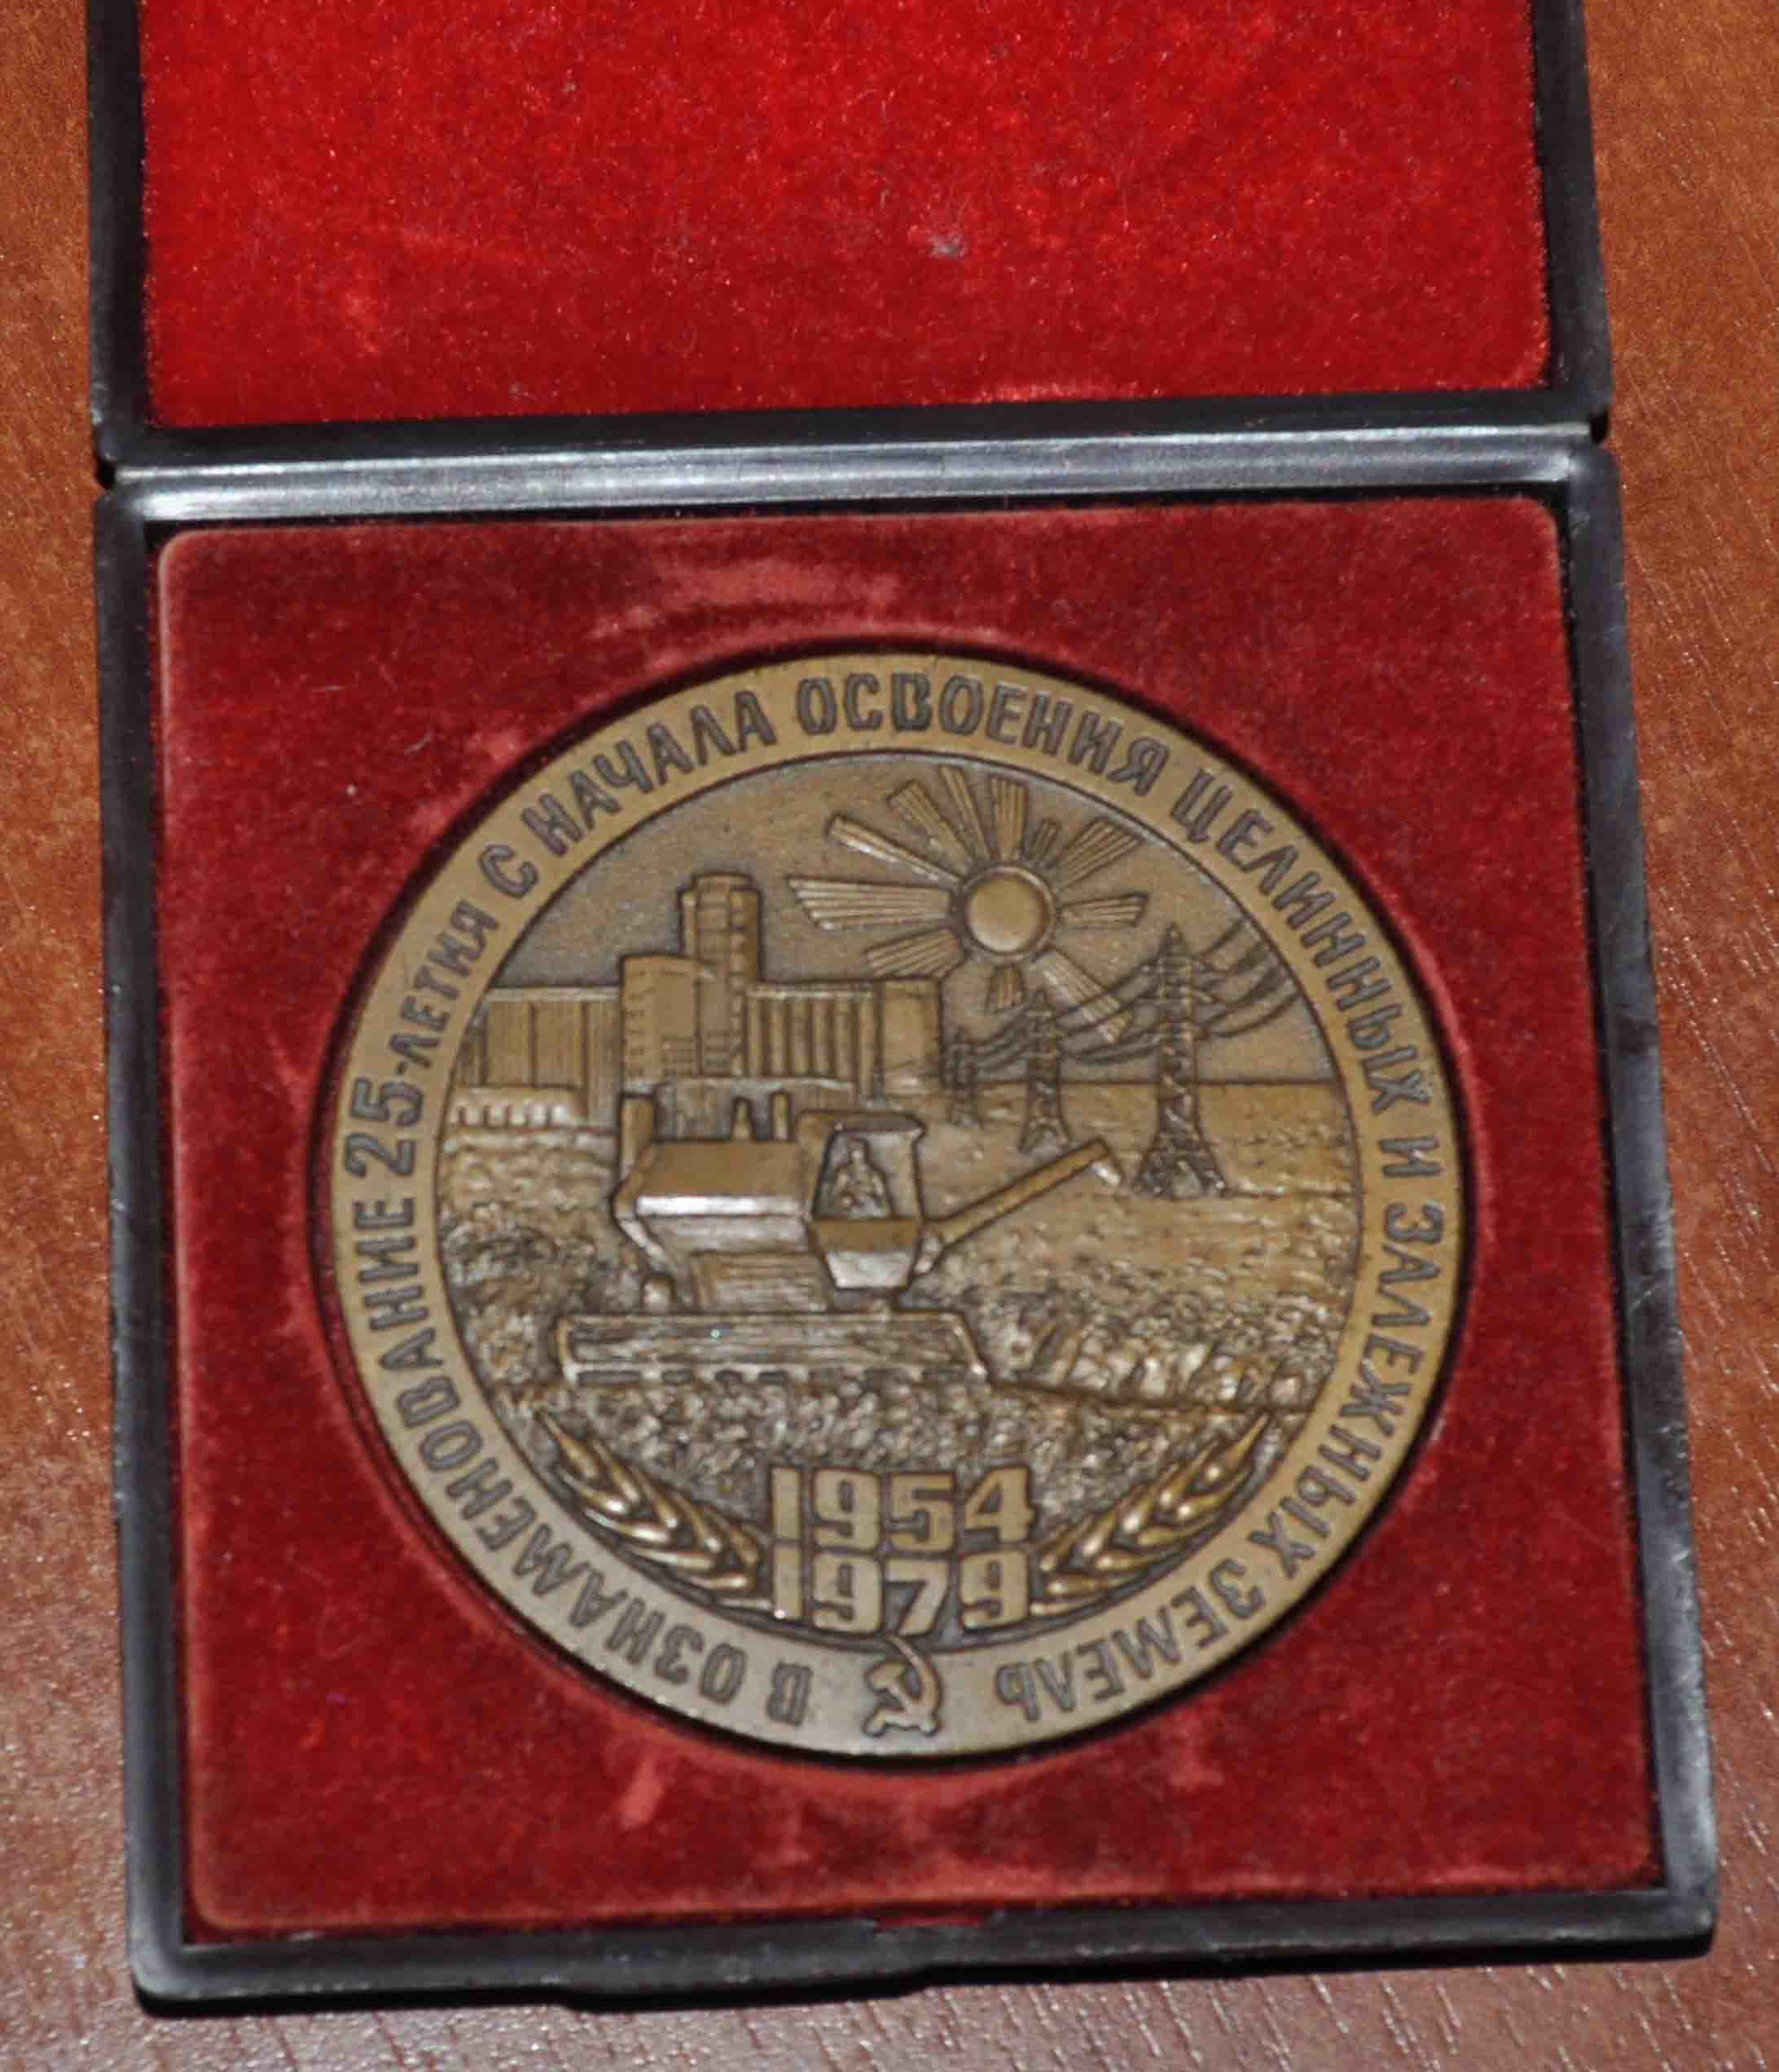 В ОЗНАМЕНОВАНИЕ 25-ЛЕТИЯ С НАЧАЛА ОСВОЕНИЯ ЦЕЛИННЫХ И ЗАЛЕЖНЫХ ЗЕМЕЛЬ
1954
1979